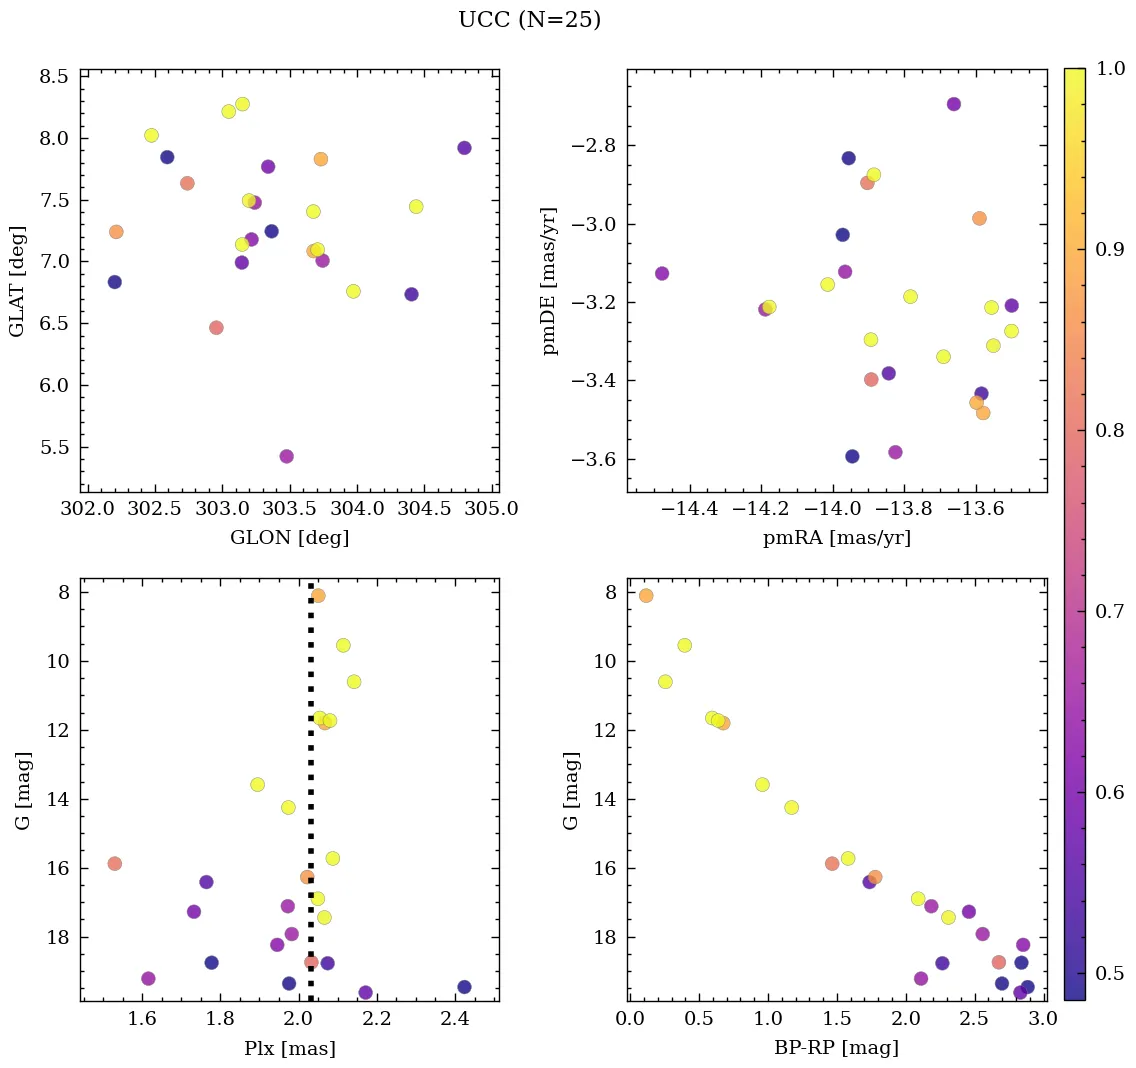 UCC (N=25)
8.5
8.0
7.5
7.0
6.5
6.0
5.5
GLAT [deg]
302.0 302.5 303.0 303.5 304.0 304.5 305.0
GLON [deg]
−2.8
−3.0
−3.2
−3.4
−3.6
pmDE [mas/yr]
−14.4 −14.2 −14.0 −13.8 −13.6
pmRA [mas/yr]
8
10
12
14
16
18
G [mag]
1.6 1.8 2.0 2.2 2.4
Plx [mas]
8
10
12
14
16
18
G [mag]
0.0 0.5 1.0 1.5 2.0 2.5 3.0
BP-RP [mag]
1.0
0.9
0.8
0.7
0.6
0.5